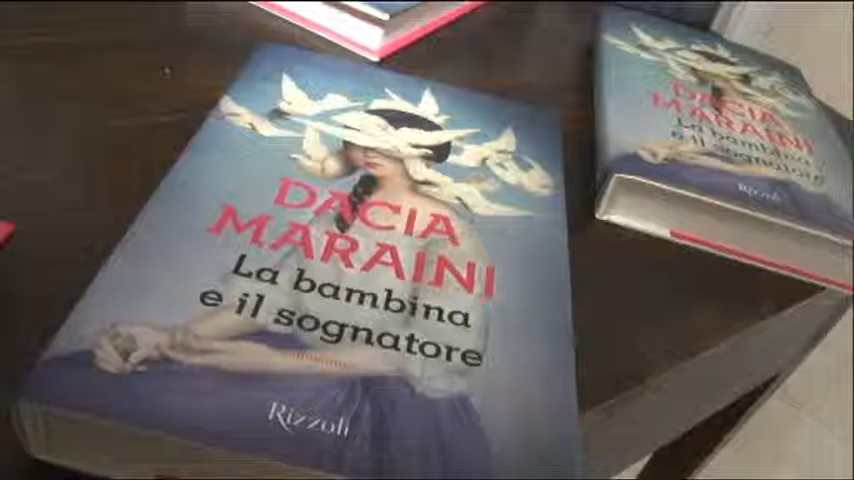 DACIA
MARAINI
La bambina
e il sognatore
Rizzoli
DACIA
MARAINI
La bambina
e il sognatore
Rizzoli